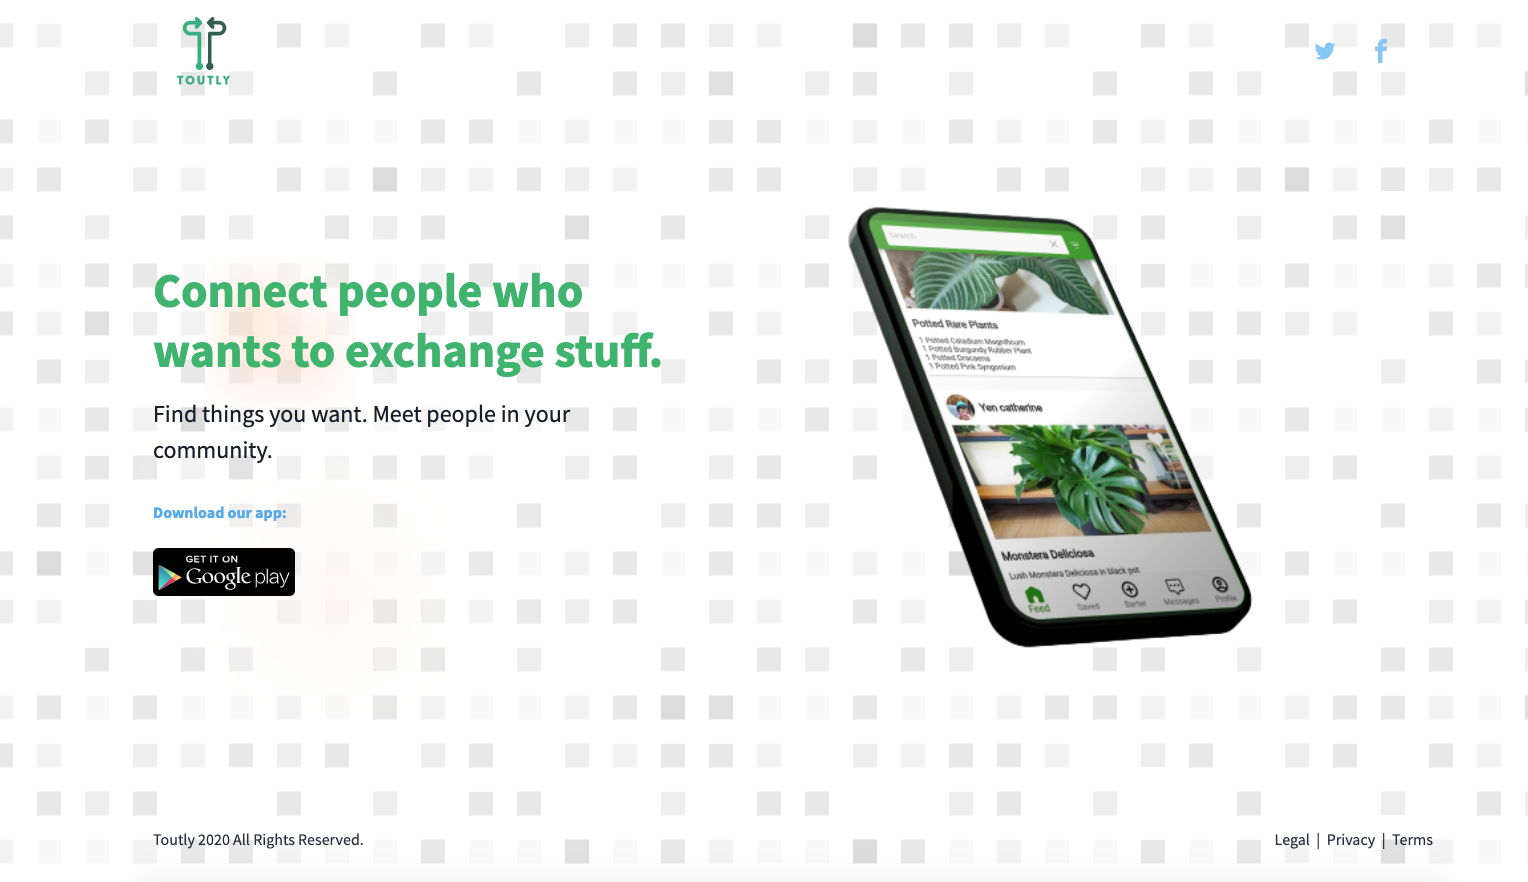 TOUTLY
Connect people who
wants to exchange stuff.
Find things you want. Meet people in your
community.
Download our app:
GET IT ON
Google play
Search
Potted Rare Plants
1 Potted Caladium Magnificum
1 Potted Burgundy Rubber Plant
1 Potted Dracaena
1 Potted Pink Syngonium
Yen catherine
Monstera Deliciosa
Lush Monstera Deliciosa in black pot
Feed
Saved
Barter
Messages
Profile
Toutly 2020 All Rights Reserved.
Legal | Privacy | Terms